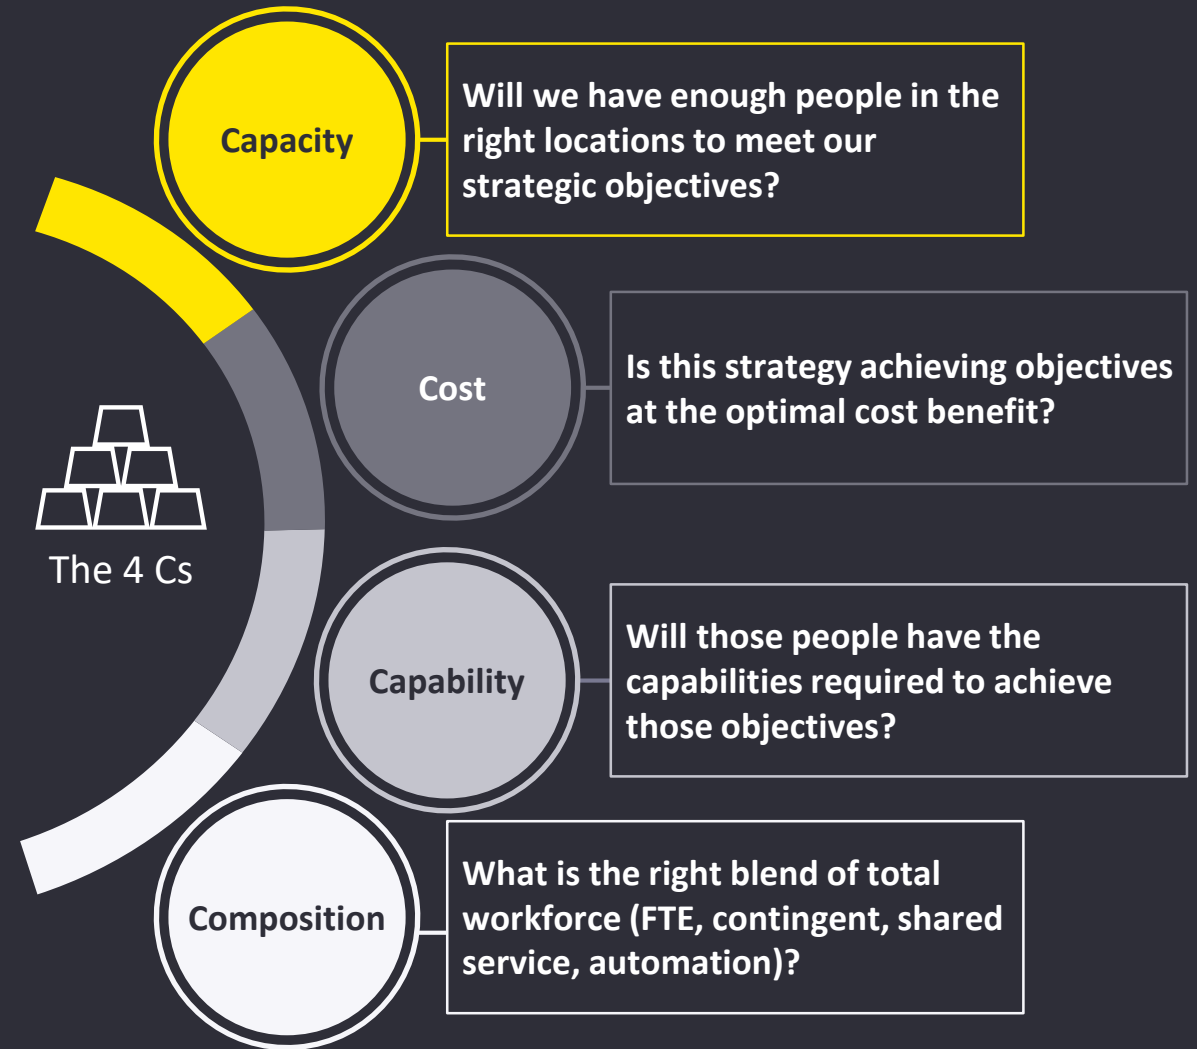 Capacity
Will we have enough people in the
right locations to meet our
strategic objectives?
Cost
Is this strategy achieving objectives
at the optimal cost benefit?
The 4 Cs
Capability
Will those people have the
capabilities required to achieve
those objectives?
Composition
What is the right blend of total
workforce (FTE, contingent, shared
service, automation)?